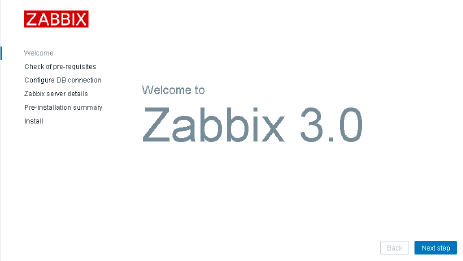 ZABBIX
Welcome
Check of pre-requisites
Configure DB connection
Zabbix server details
Pre-installation summary
Install
Welcome to
Zabbix 3.0
Back
Next step